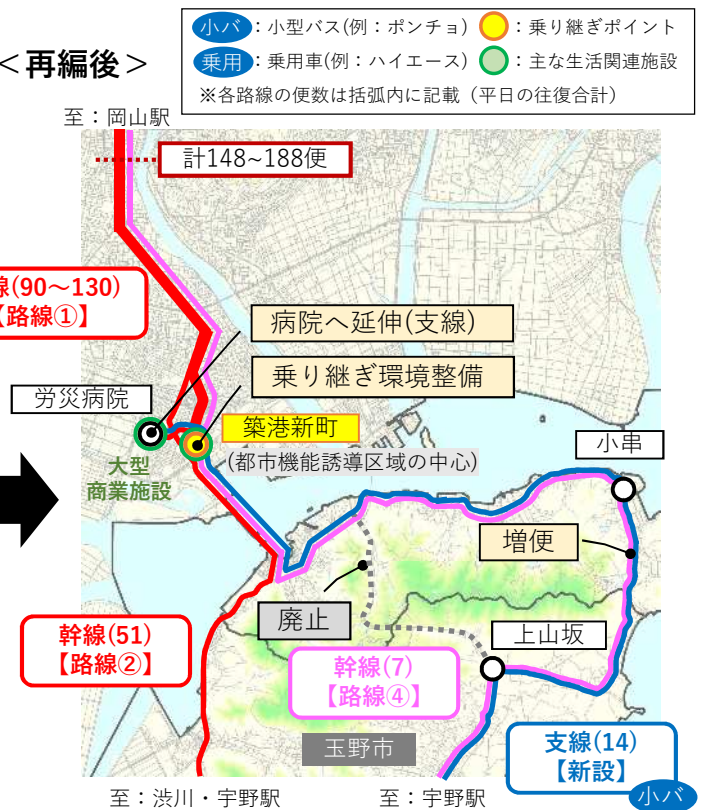 ＜再編後＞
小バ：小型バス(例：ポンチョ)
：乗り継ぎポイント
乗用：乗用車(例：ハイエース)
：主な生活関連施設
※各路線の便数は括弧内に記載（平日の往復合計）
至：岡山駅
計148~188便
線(90～130)
【路線①】
病院へ延伸(支線)
乗り継ぎ環境整備
労災病院
築港新町
(都市機能誘導区域の中心)
大型
商業施設
小串
増便
廃止
上山坂
幹線(51)
【路線②】
幹線(7)
【路線④】
玉野市
支線(14)
【新設】
小バ
至：渋川・宇野駅
至：宇野駅